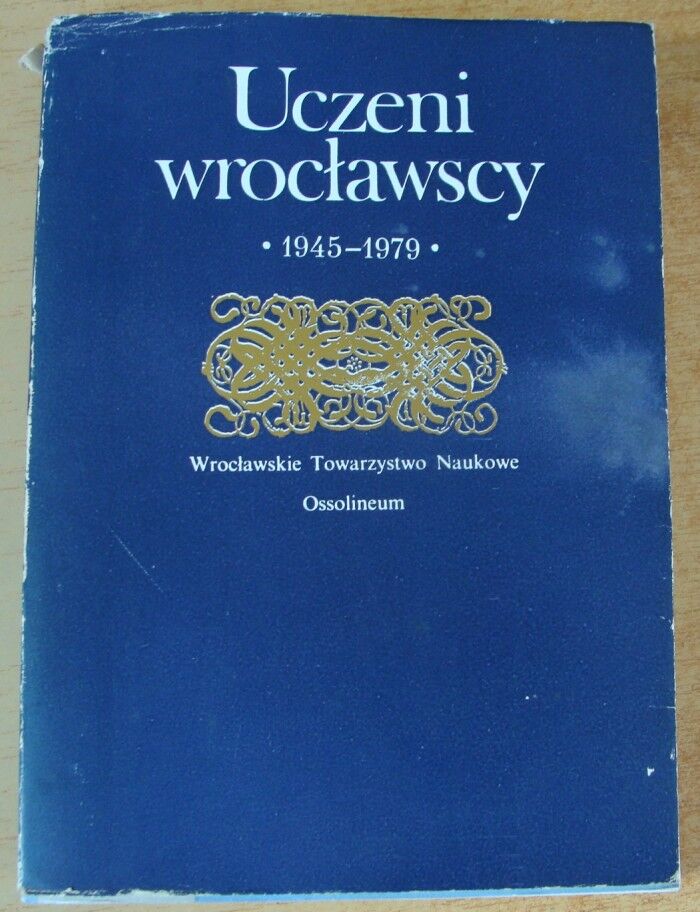 Uczeni
wrocławscy
• 1945–1979 •
Wrocławskie Towarzystwo Naukowe
Ossolineum